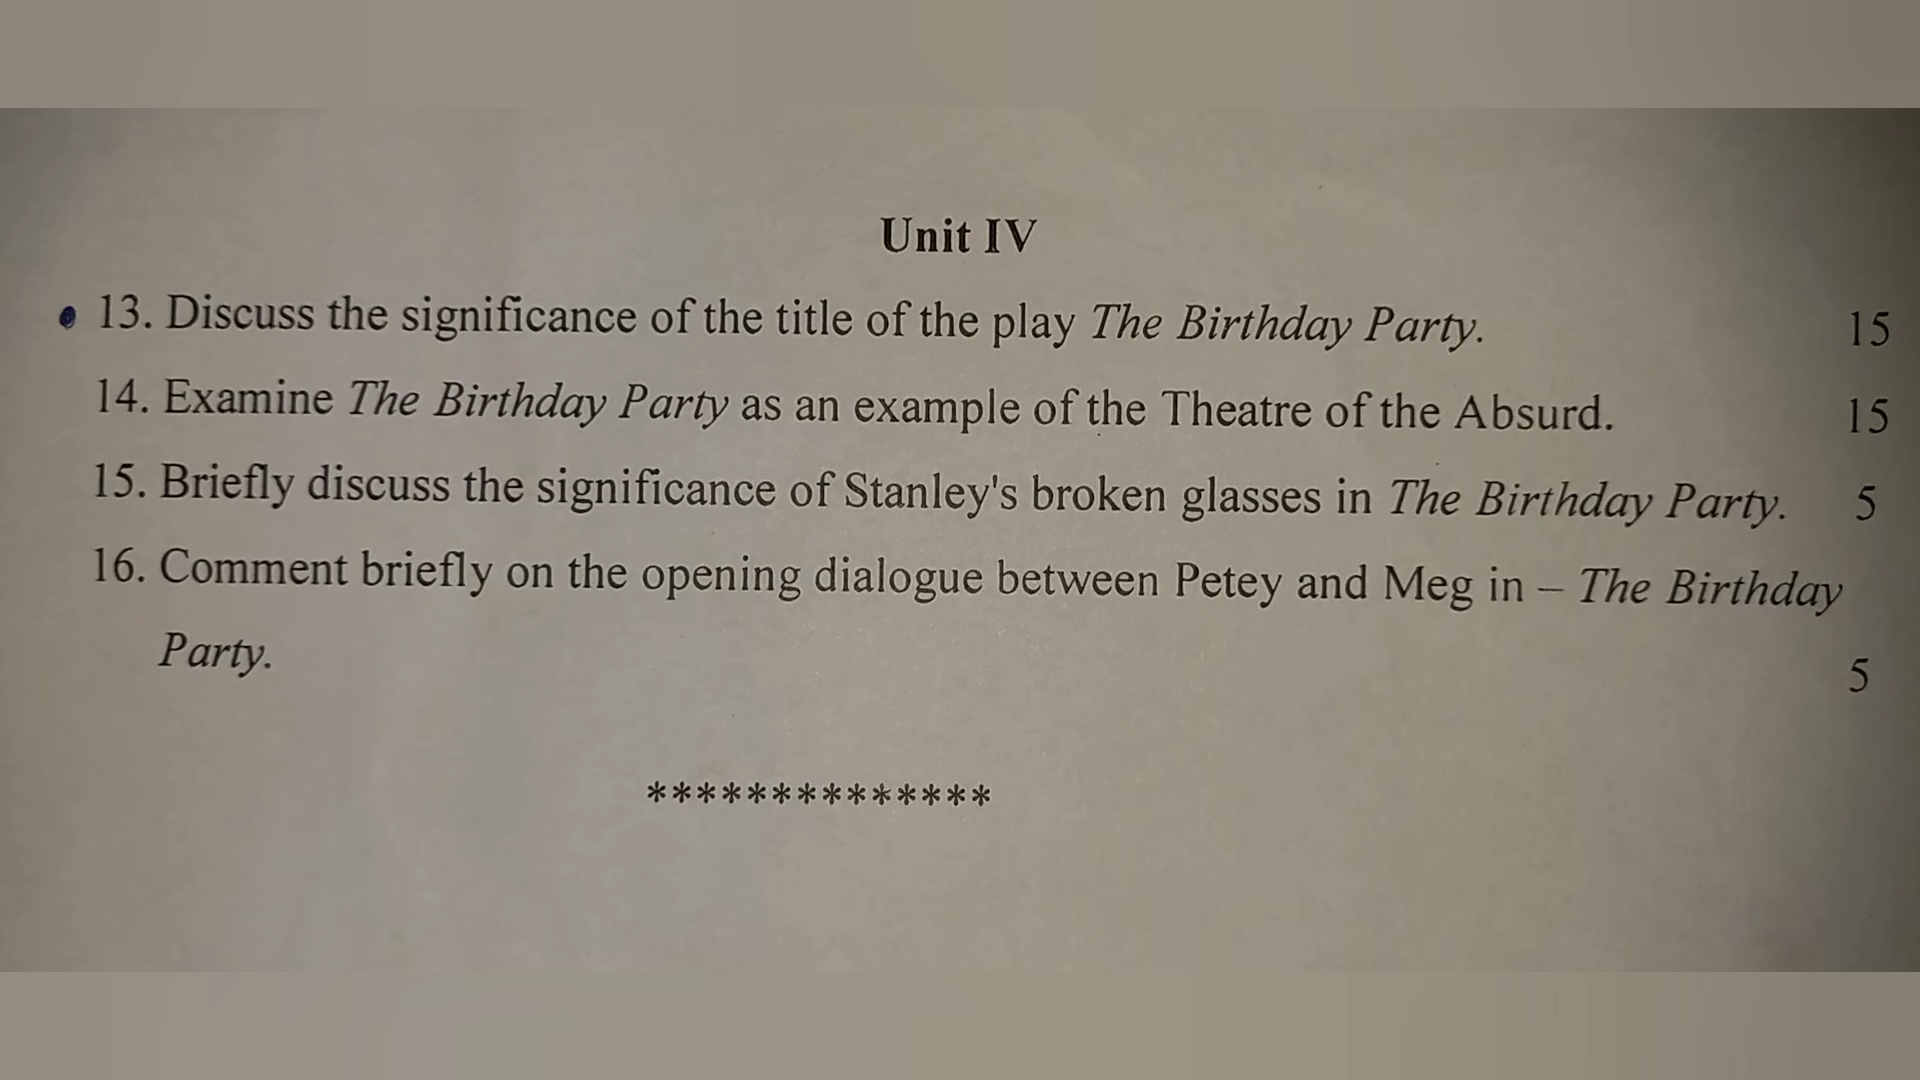 Unit IV
13. Discuss the significance of the title of the play The Birthday Party. 15
14. Examine The Birthday Party as an example of the Theatre of the Absurd. 15
15. Briefly discuss the significance of Stanley's broken glasses in The Birthday Party. 5
16. Comment briefly on the opening dialogue between Petey and Meg in – The Birthday
Party. 5
**************